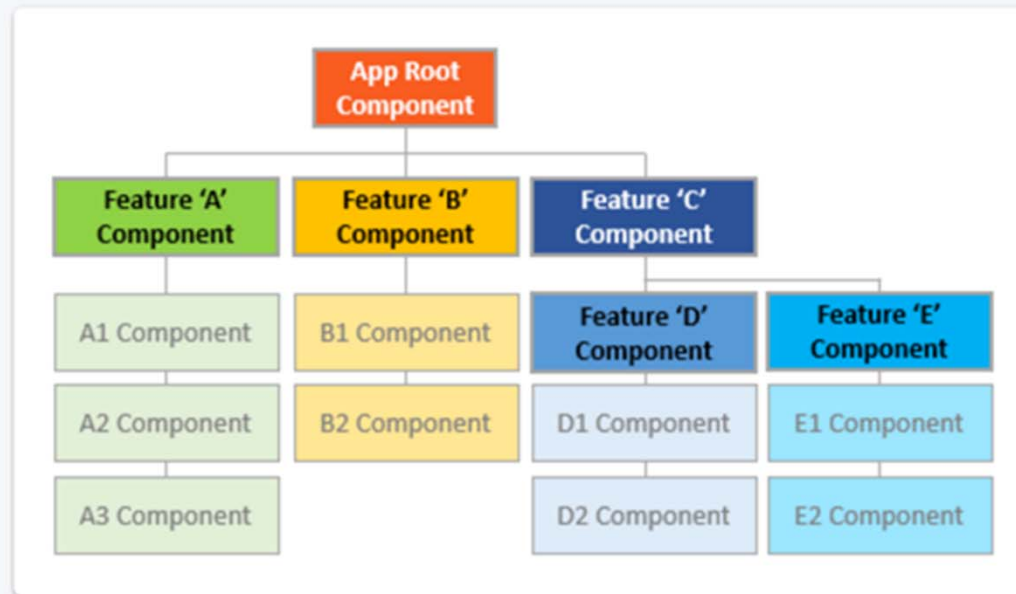 App Root
Component
Feature ‘A’
Component
Feature ‘B’
Component
Feature ‘C’
Component
A1 Component
A2 Component
A3 Component
B1 Component
B2 Component
Feature ‘D’
Component
D1 Component
D2 Component
Feature ‘E’
Component
E1 Component
E2 Component